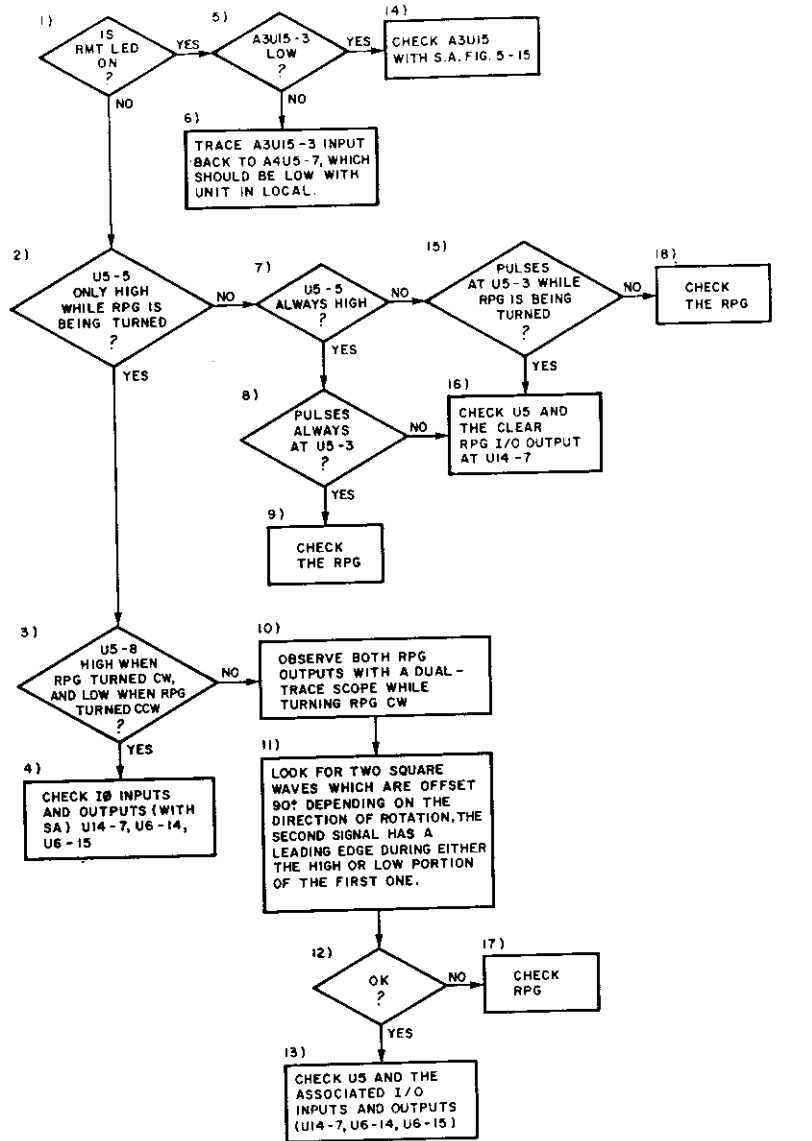 1)
IS
RMT LED
ON
?
YES
NO
5)
A3U15-3
LOW
?
YES
NO
14)
CHECK A3U15
WITH S.A. FIG. 5-15
6)
TRACE A3U15-3 INPUT
BACK TO A4U5-7, WHICH
SHOULD BE LOW WITH
UNIT IN LOCAL.
2)
U5-5
ONLY HIGH
WHILE RPG IS
BEING TURNED
?
NO
YES
7)
U5-5
ALWAYS HIGH
?
NO
YES
15)
PULSES
AT U5-3 WHILE
RPG IS BEING
TURNED
?
NO
YES
18)
CHECK
THE RPG
8)
PULSES
ALWAYS
AT U5-3
?
NO
YES
16)
CHECK U5 AND
THE CLEAR
RPG I/O OUTPUT
AT U14-7
9)
CHECK
THE RPG
3)
U5-8
HIGH WHEN
RPG TURNED CW,
AND LOW WHEN RPG
TURNED CCW
?
NO
YES
10)
OBSERVE BOTH RPG
OUTPUTS WITH A DUAL-
TRACE SCOPE WHILE
TURNING RPG CW
4)
CHECK IØ INPUTS
AND OUTPUTS (WITH
SA) U14-7, U6-14,
U6-15
11)
LOOK FOR TWO SQUARE
WAVES WHICH ARE OFFSET
90° DEPENDING ON THE
DIRECTION OF ROTATION, THE
SECOND SIGNAL HAS A
LEADING EDGE DURING EITHER
THE HIGH OR LOW PORTION
OF THE FIRST ONE.
12)
OK
?
NO
YES
17)
CHECK
RPG
13)
CHECK U5 AND THE
ASSOCIATED I/O
INPUTS AND OUTPUTS
(U14-7, U6-14, U6-15)